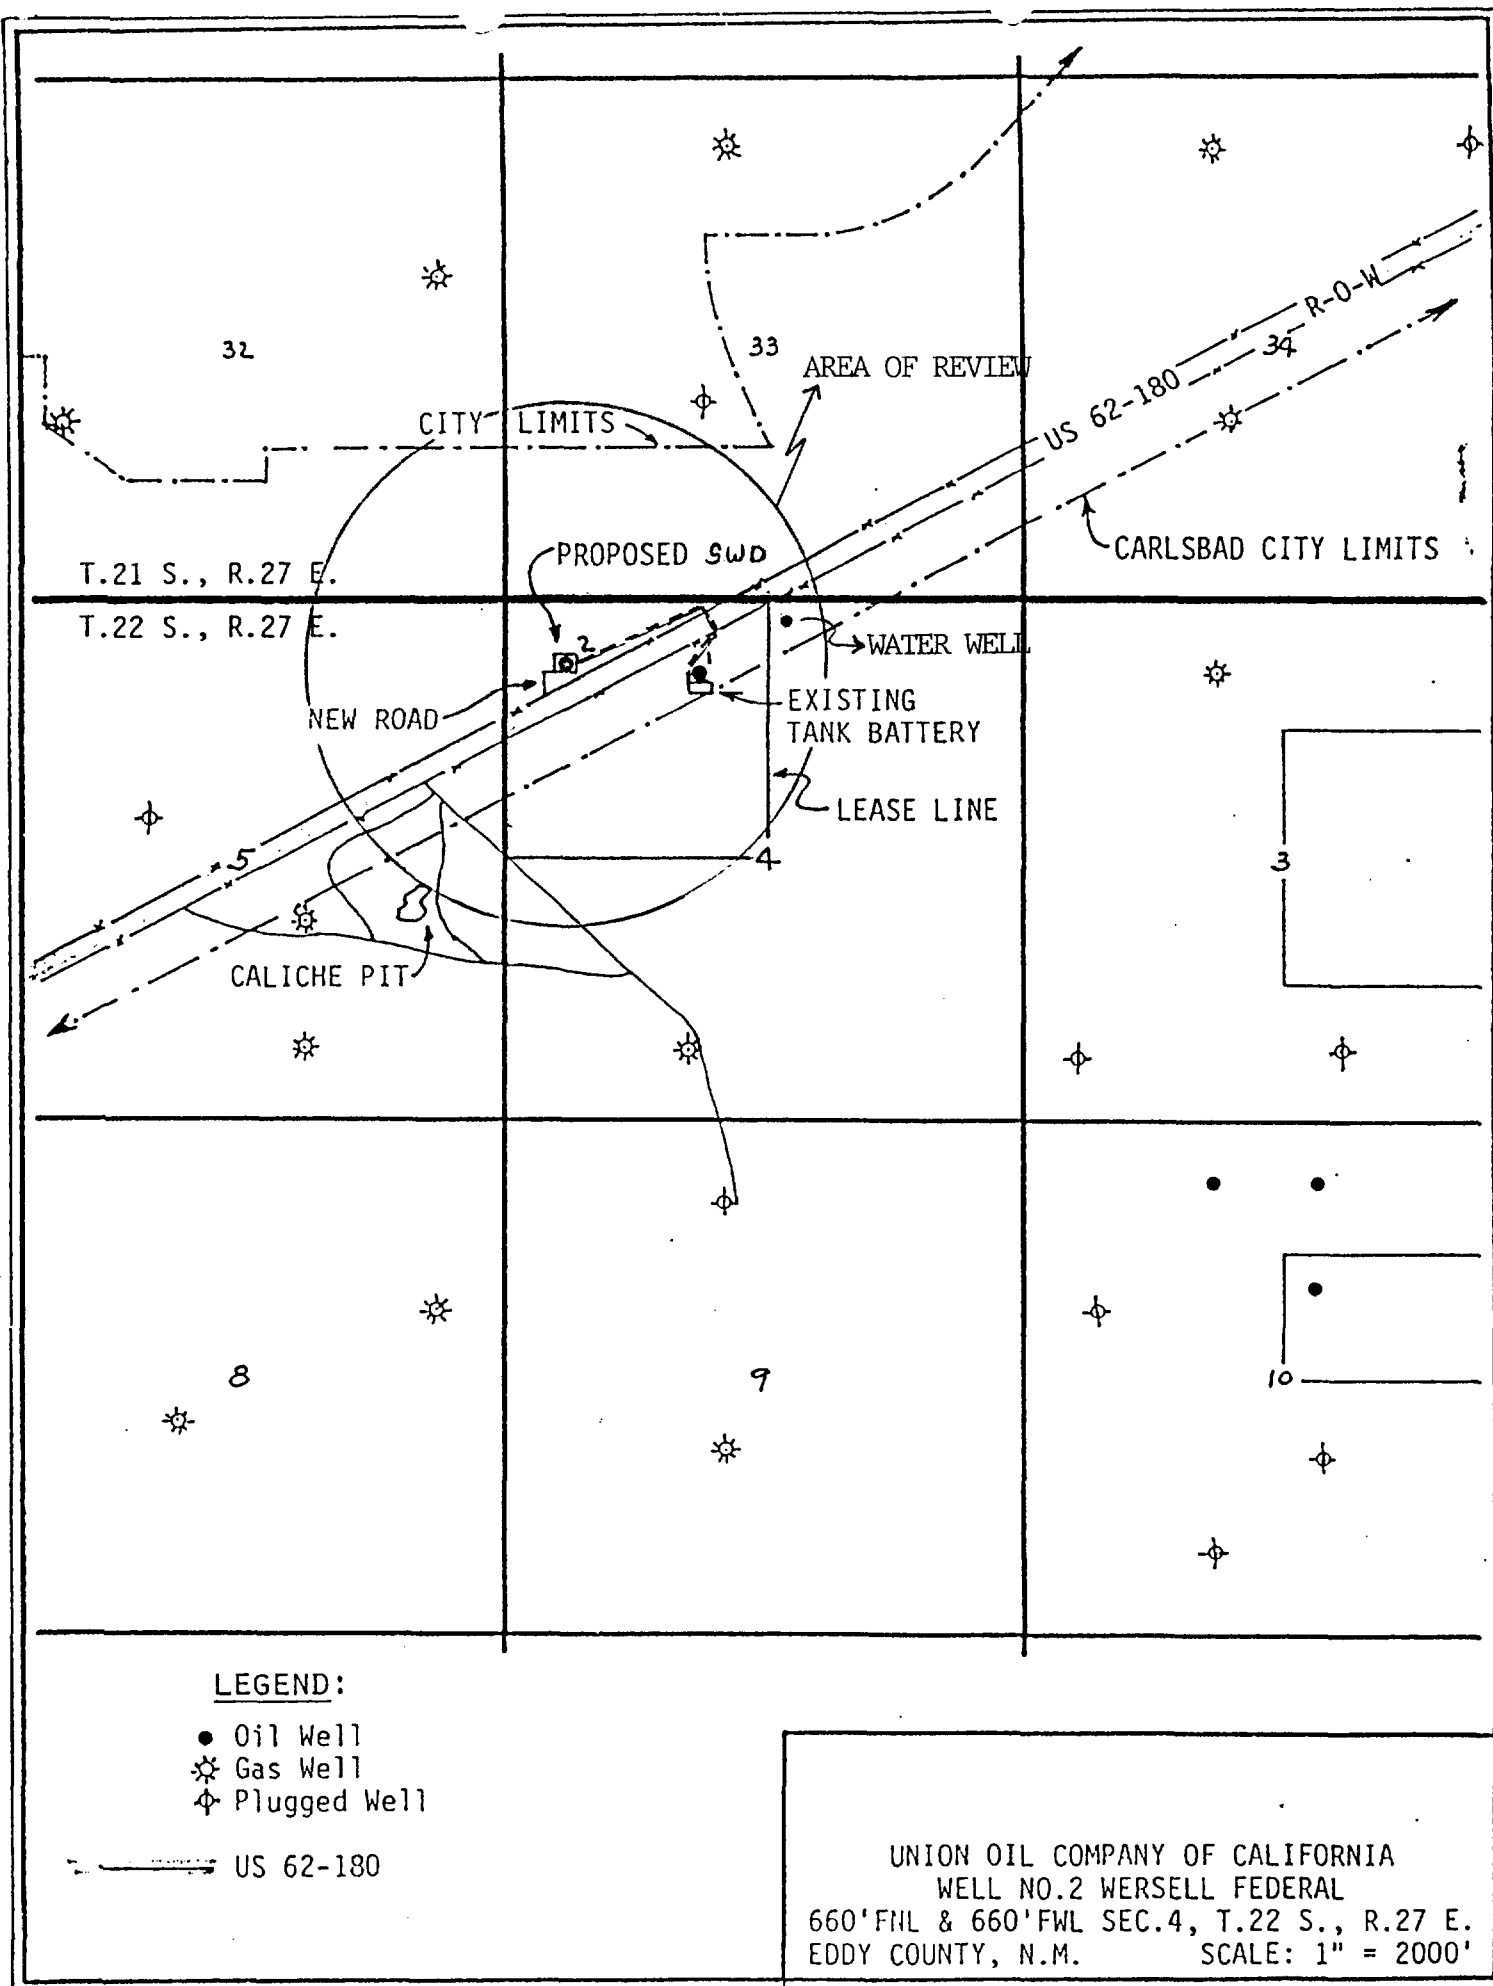 32
33
34
AREA OF REVIEW
R-O-W
US 62-180
CITY LIMITS
CARLSBAD CITY LIMITS
PROPOSED SWD
T.21 S., R.27 E.
T.22 S., R.27 E.
2
WATER WELL
NEW ROAD
EXISTING
TANK BATTERY
LEASE LINE
5
4
3
CALICHE PIT
8
9
10
LEGEND:
Oil Well
Gas Well
Plugged Well
US 62-180
UNION OIL COMPANY OF CALIFORNIA
WELL NO.2 WERSELL FEDERAL
660'FNL & 660'FWL SEC.4, T.22 S., R.27 E.
EDDY COUNTY, N.M. SCALE: 1" = 2000'